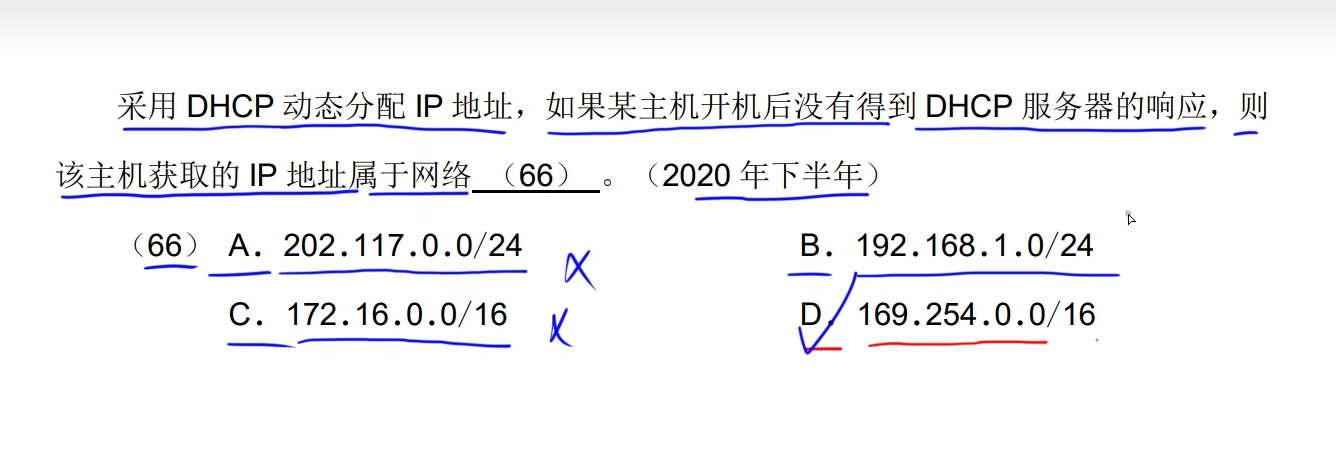 采用 DHCP 动态分配 IP 地址，如果某主机开机后没有得到 DHCP 服务器的响应，则
该主机获取的 IP 地址属于网络 （66） 。（2020 年下半年）
（66） A. 202.117.0.0/24 B. 192.168.1.0/24
C. 172.16.0.0/16 D. 169.254.0.0/16